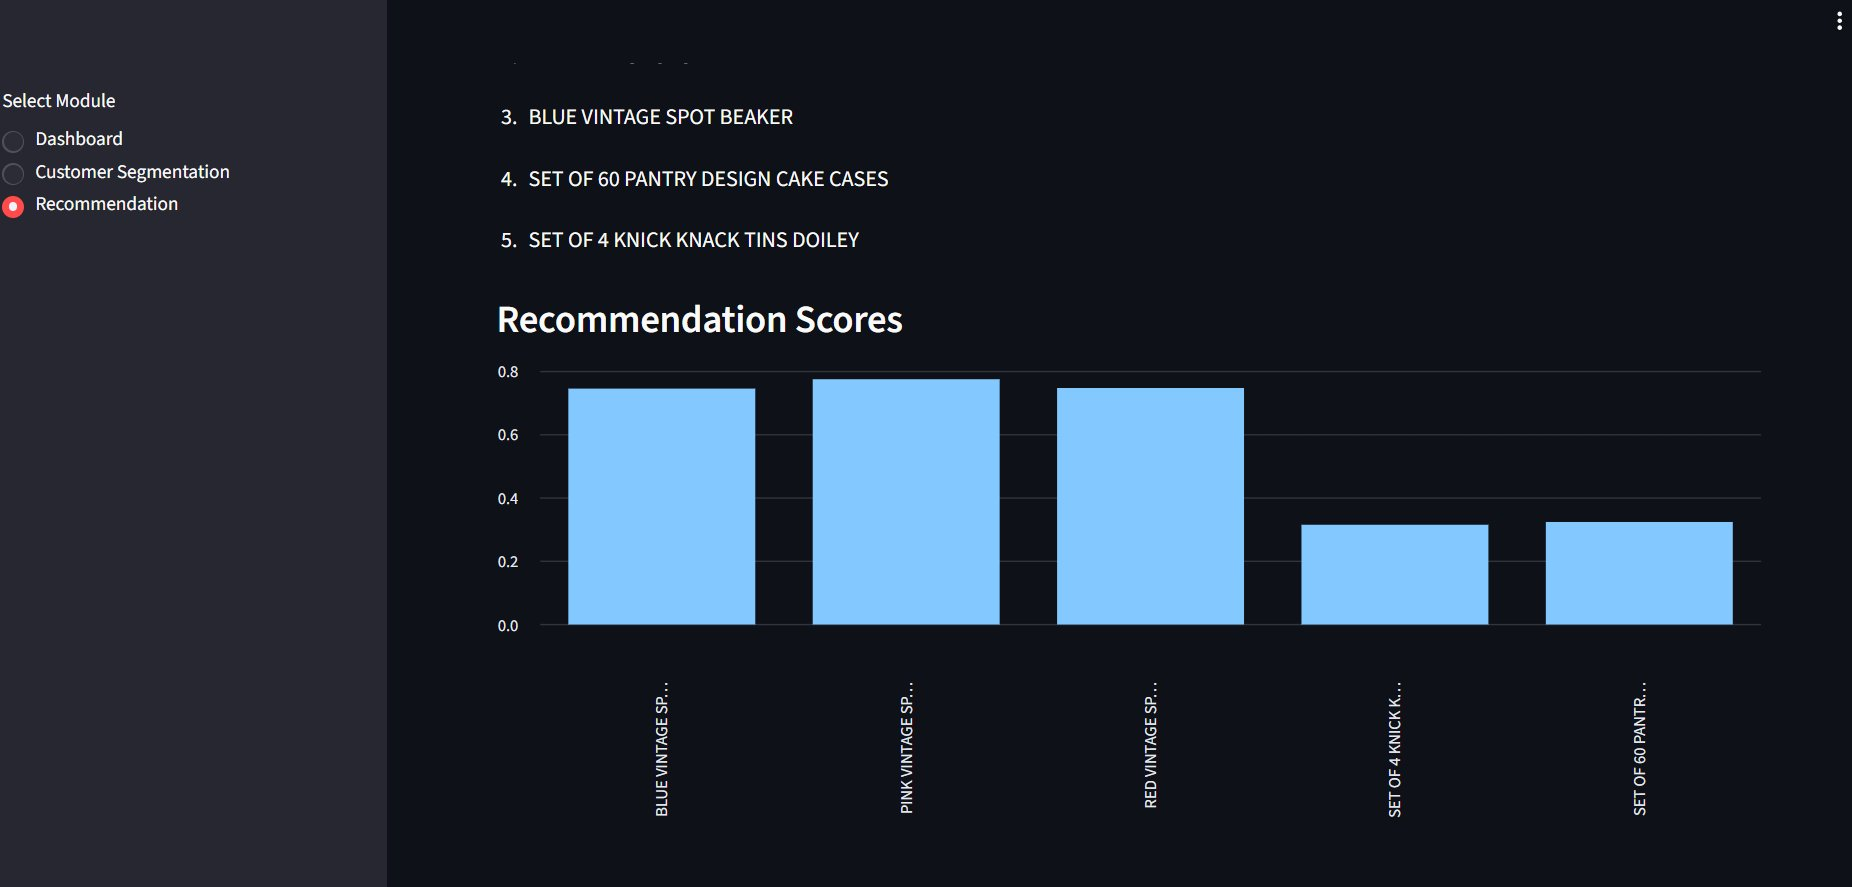 Select Module
Dashboard
Customer Segmentation
Recommendation
3. BLUE VINTAGE SPOT BEAKER
4. SET OF 60 PANTRY DESIGN CAKE CASES
5. SET OF 4 KNICK KNACK TINS DOILEY
Recommendation Scores
0.8
0.6
0.4
0.2
0.0
BLUE VINTAGE SP…
PINK VINTAGE SP…
RED VINTAGE SP…
SET OF 4 KNICK K…
SET OF 60 PANTR…